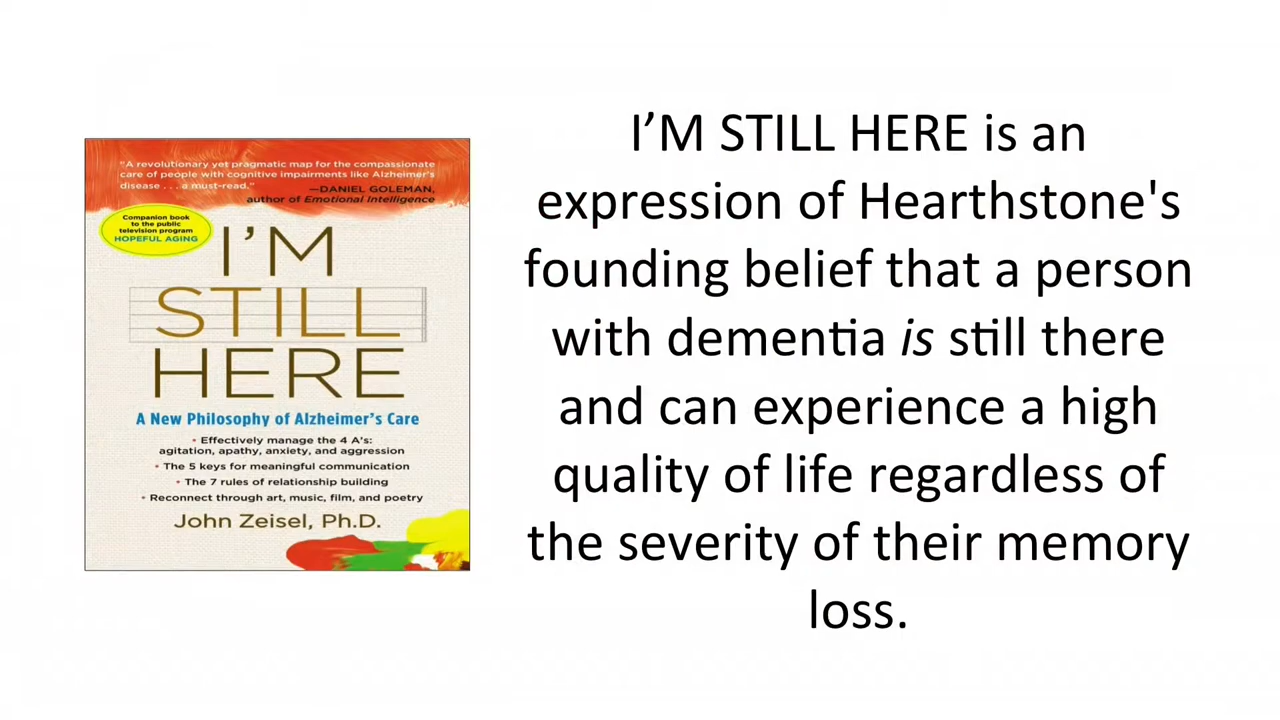 "A revolutionary yet pragmatic map for the compassionate
care of people with cognitive impairments like Alzheimer's
disease . . . a must-read."
—DANIEL GOLEMAN,
author of Emotional Intelligence
Companion book
to the public
television program
HOPEFUL AGING
I'M
STILL
HERE
A New Philosophy of Alzheimer's Care
• Effectively manage the 4 A's:
agitation, apathy, anxiety, and aggression
• The 5 keys for meaningful communication
• The 7 rules of relationship building
• Reconnect through art, music, film, and poetry
John Zeisel, Ph.D.
I’M STILL HERE is an
expression of Hearthstone's
founding belief that a person
with dementia is still there
and can experience a high
quality of life regardless of
the severity of their memory
loss.